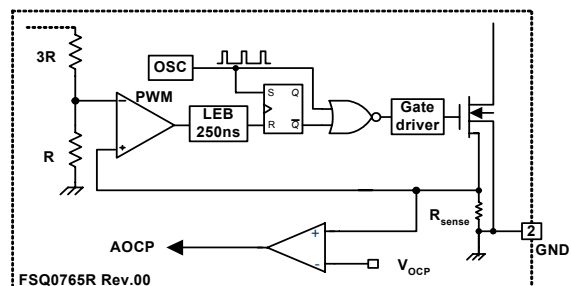 3R
OSC
PWM
S Q
R Q
LEB
250ns
Gate
driver
R
+
−
Rsense
2
GND
AOCP
+
-
VOCP
FSQ0765R Rev.00